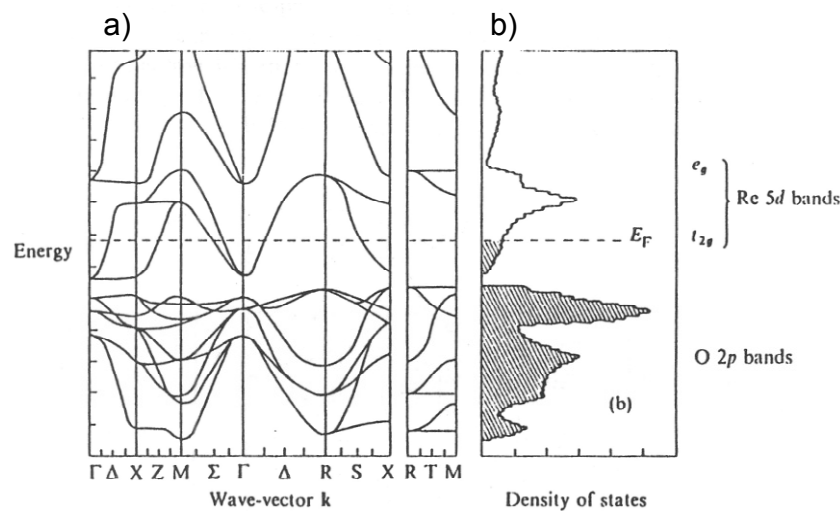 a)
b)
Energy
E_F
e_g
t_2g
Re 5d bands
O 2p bands
(b)
Γ Δ X Z M Σ Γ Δ R S X
R T M
Wave-vector k
Density of states